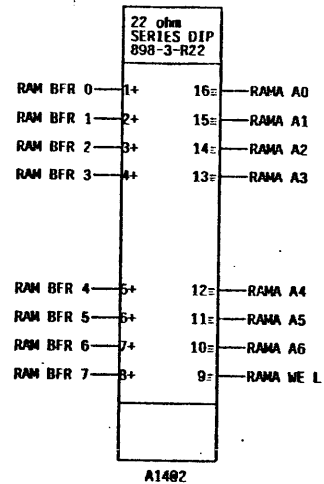 22 ohm
SERIES DIP
898-3-R22
RAM BFR 0 1+ 16= RAMA A0
RAM BFR 1 2+ 15= RAMA A1
RAM BFR 2 3+ 14= RAMA A2
RAM BFR 3 4+ 13= RAMA A3
RAM BFR 4 5+ 12= RAMA A4
RAM BFR 5 6+ 11= RAMA A5
RAM BFR 6 7+ 10= RAMA A6
RAM BFR 7 8+ 9= RAMA WE L
A1402